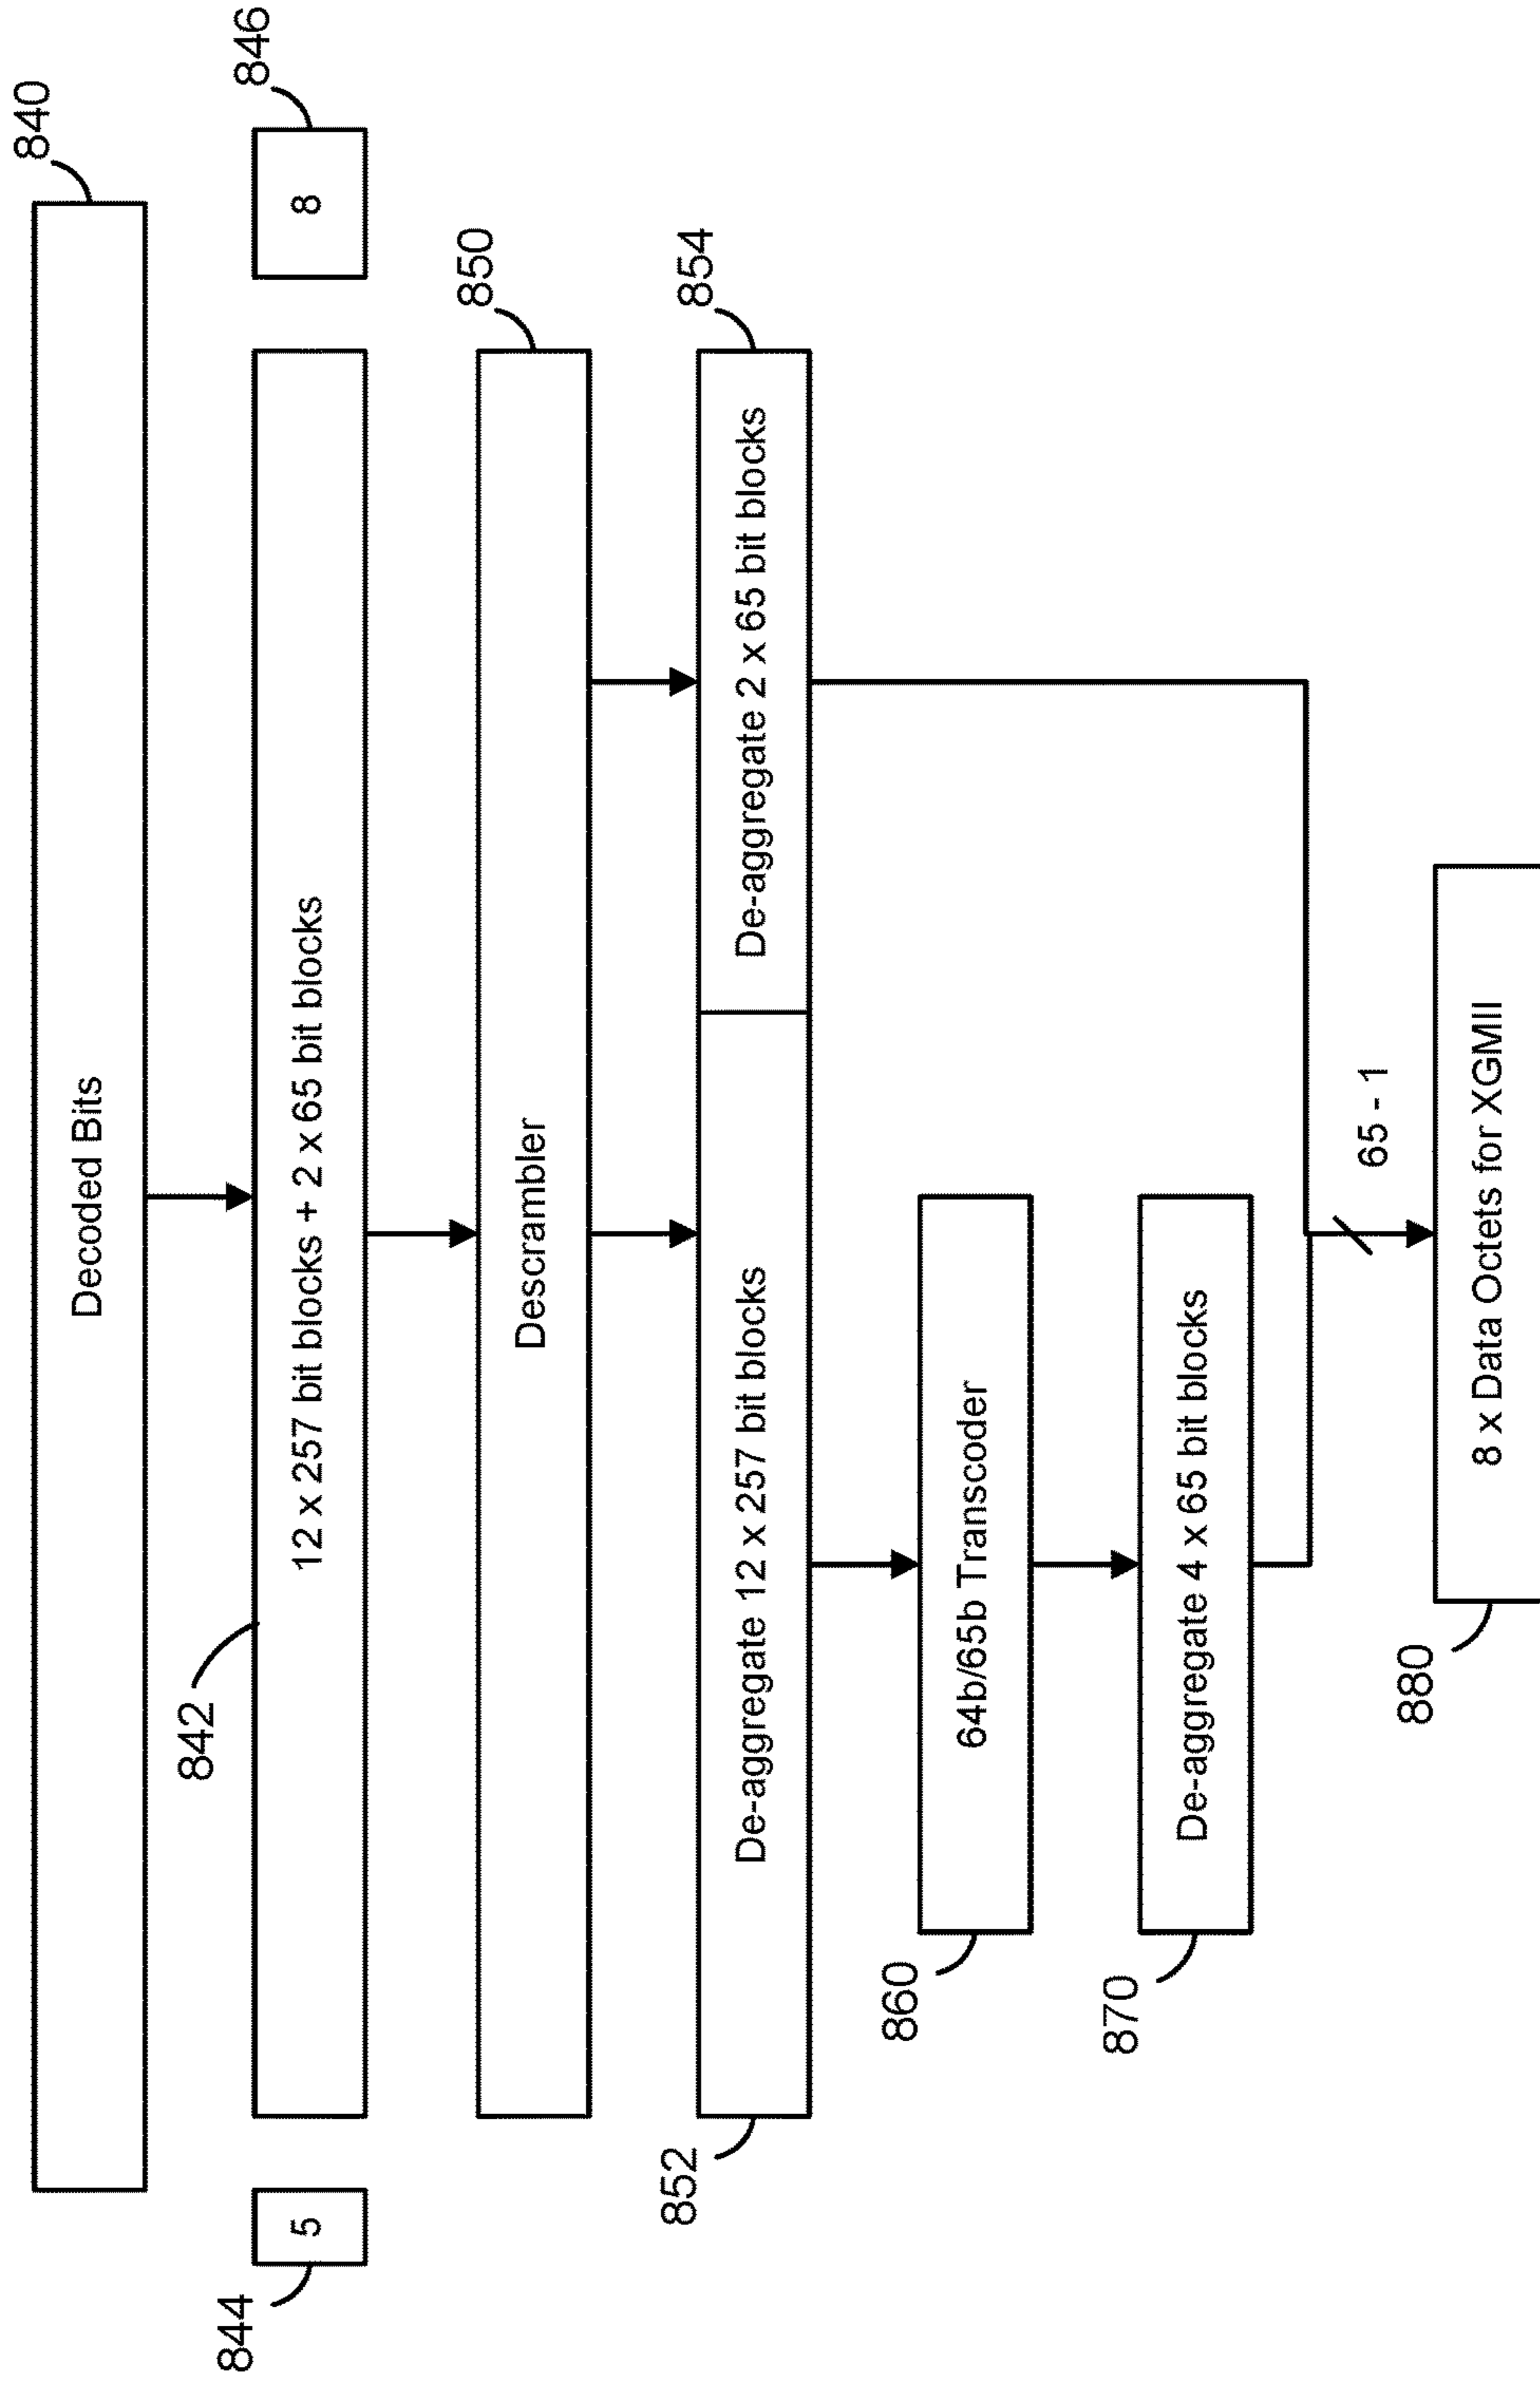 840
Decoded Bits
842
844
5
12 x 257 bit blocks + 2 x 65 bit blocks
8
846
Descrambler
850
852
De-aggregate 12 x 257 bit blocks
De-aggregate 2 x 65 bit blocks
854
860
64b/65b Transcoder
870
De-aggregate 4 x 65 bit blocks
65 - 1
880
8 x Data Octets for XGMII